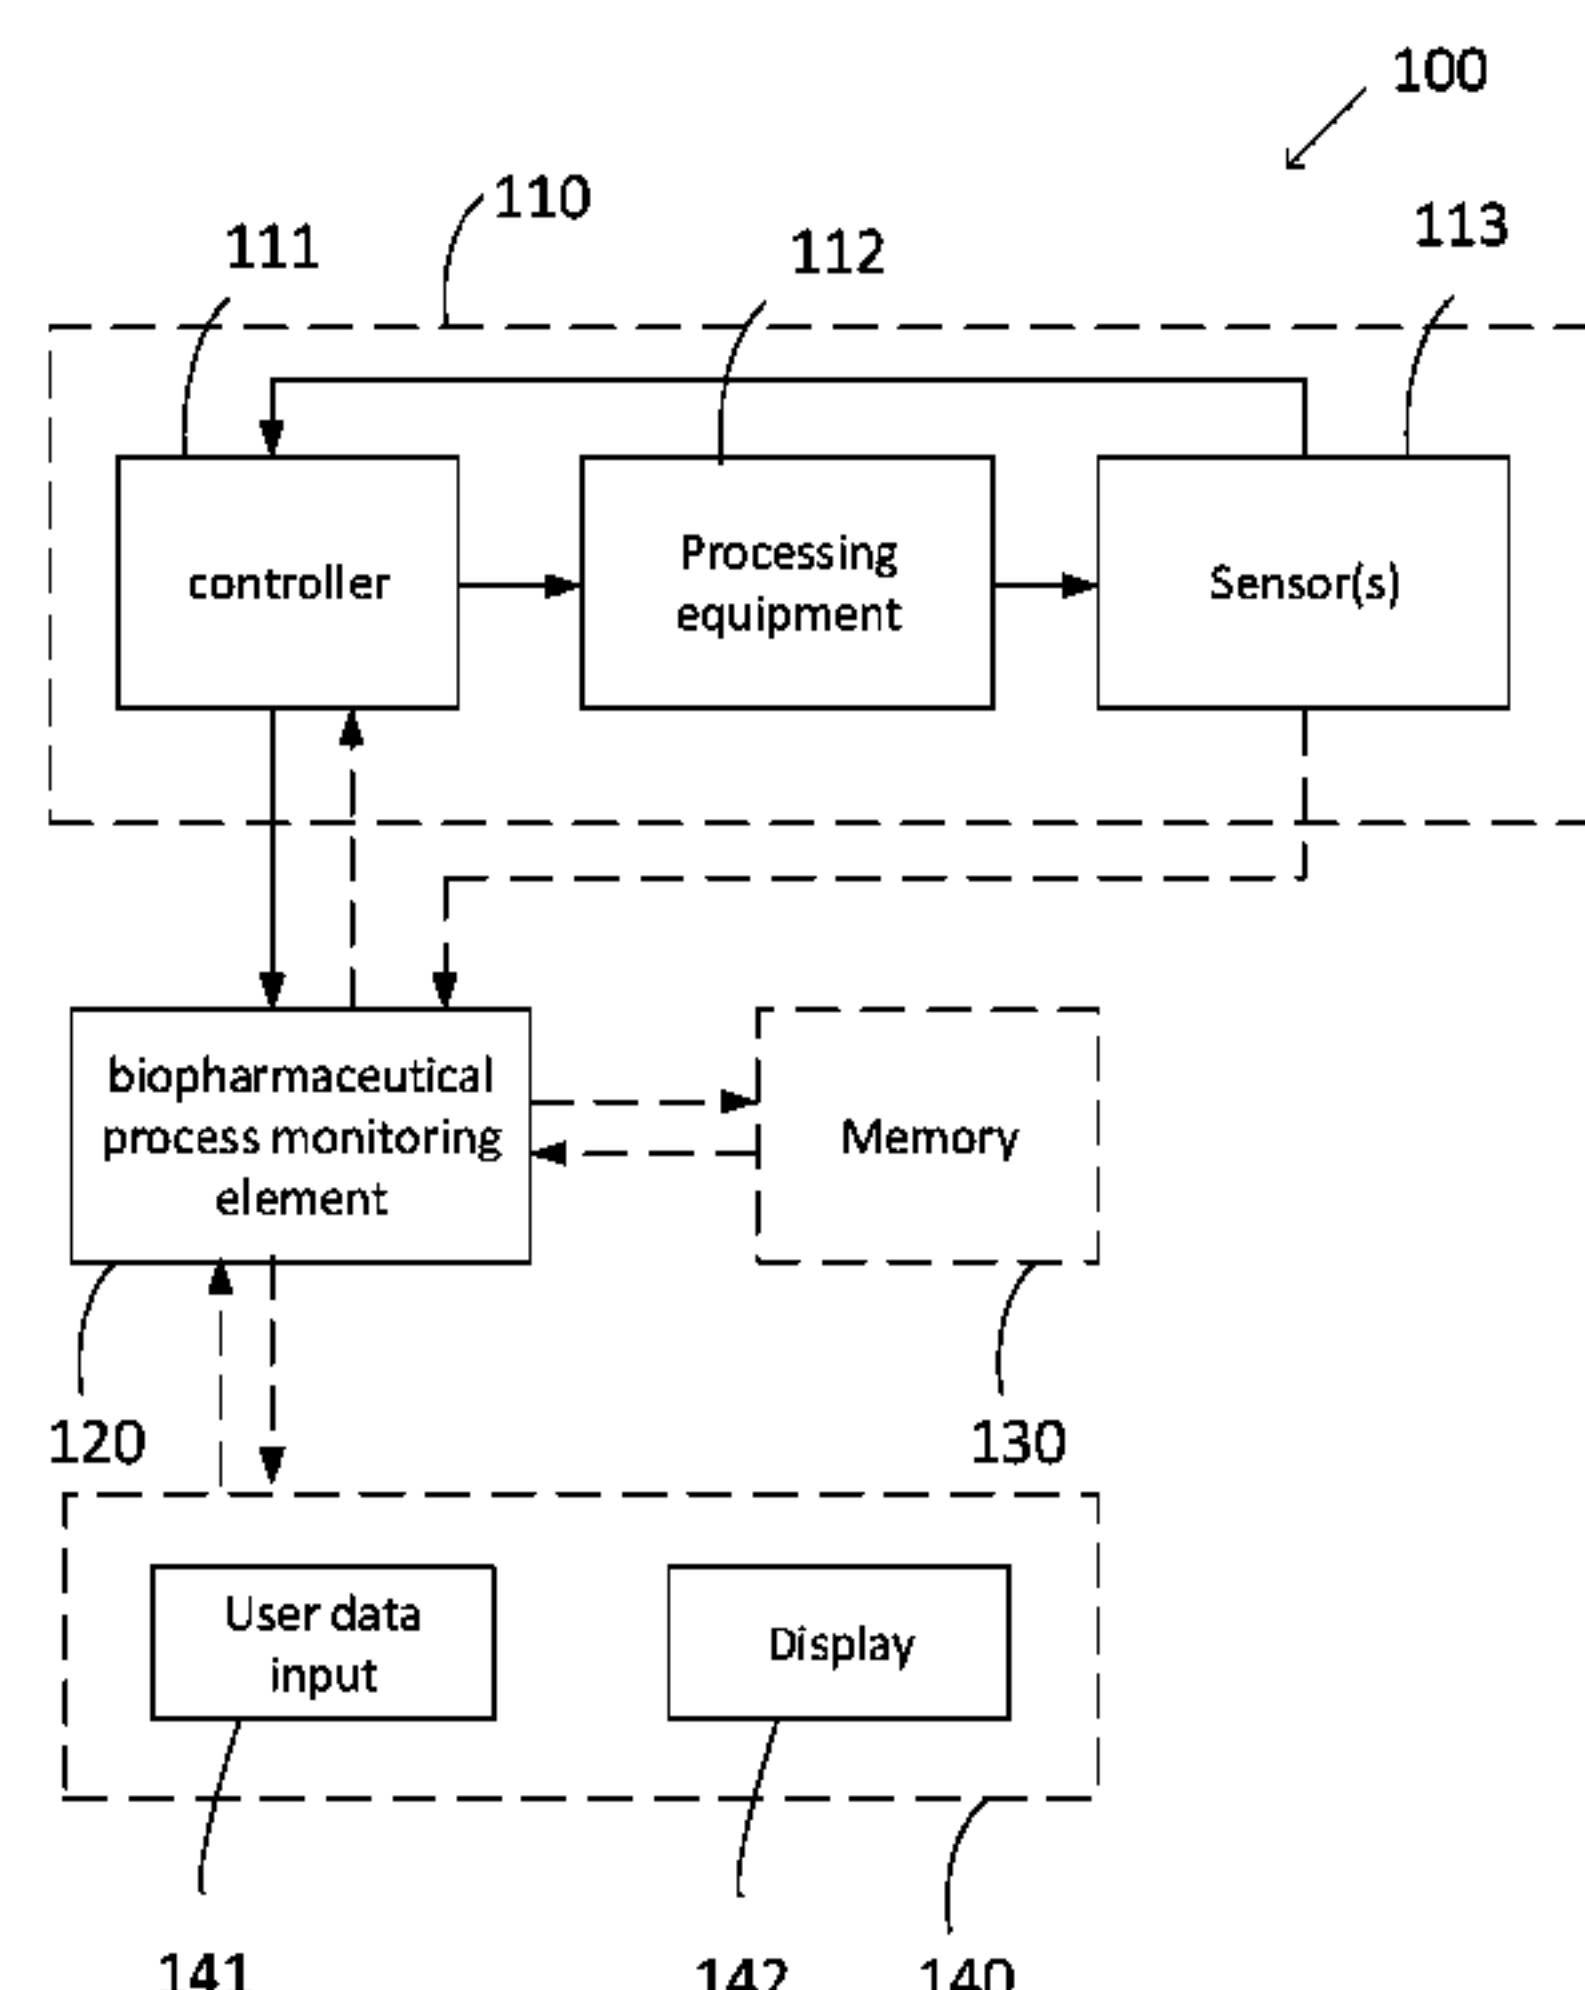 100
110
111
112
113
controller
Processing
equipment
Sensor(s)
biopharmaceutical
process monitoring
element
Memory
120
130
User data
input
Display
141
142
140